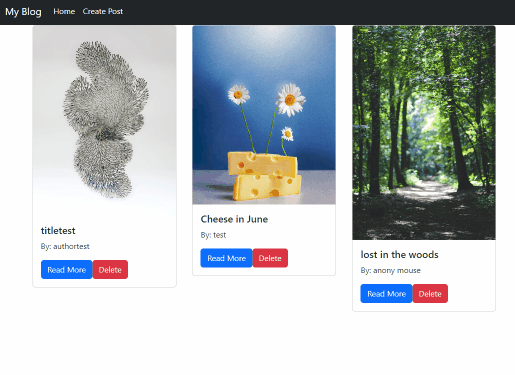 My Blog Home Create Post
titletest
By: authortest
Read More Delete
Cheese in June
By: test
Read More Delete
lost in the woods
By: anony mouse
Read More Delete